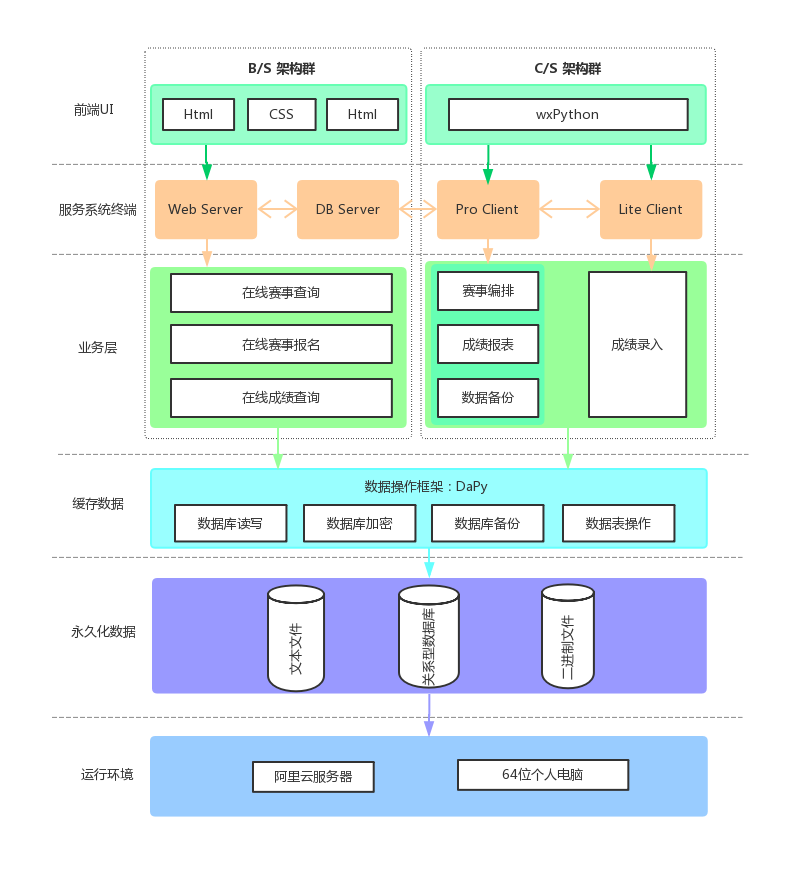 B/S 架构群
C/S 架构群
前端UI
Html
CSS
Html
wxPython
服务系统终端
Web Server
DB Server
Pro Client
Lite Client
业务层
在线赛事查询
在线赛事报名
在线成绩查询
赛事编排
成绩报表
数据备份
成绩录入
缓存数据
数据操作框架：DaPy
数据库读写
数据库加密
数据库备份
数据表操作
永久化数据
文本文件
关系型数据库
二进制文件
运行环境
阿里云服务器
64位个人电脑